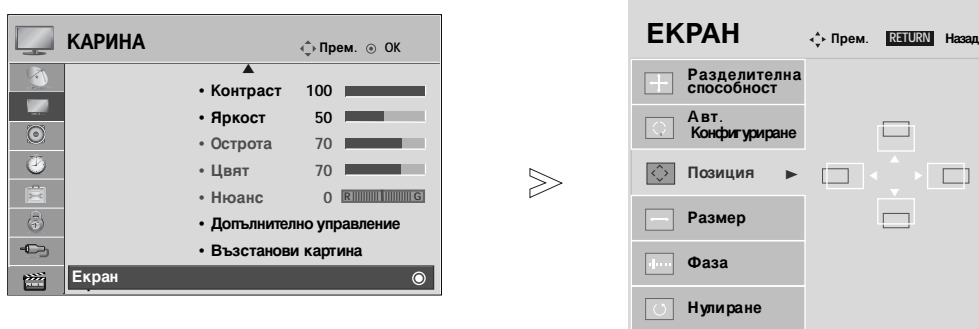 КАРИНА
Прем. ОК
• Контраст 100
• Яркост 50
• Острота 70
• Цвят 70
• Нюанс 0 R G
• Допълнително управление
• Възстанови картина
Екран
ЕКРАН
Прем. RETURN Назад
Разделителна
способност
Авт.
Конфигуриране
Позиция
Размер
Фаза
Нулиране